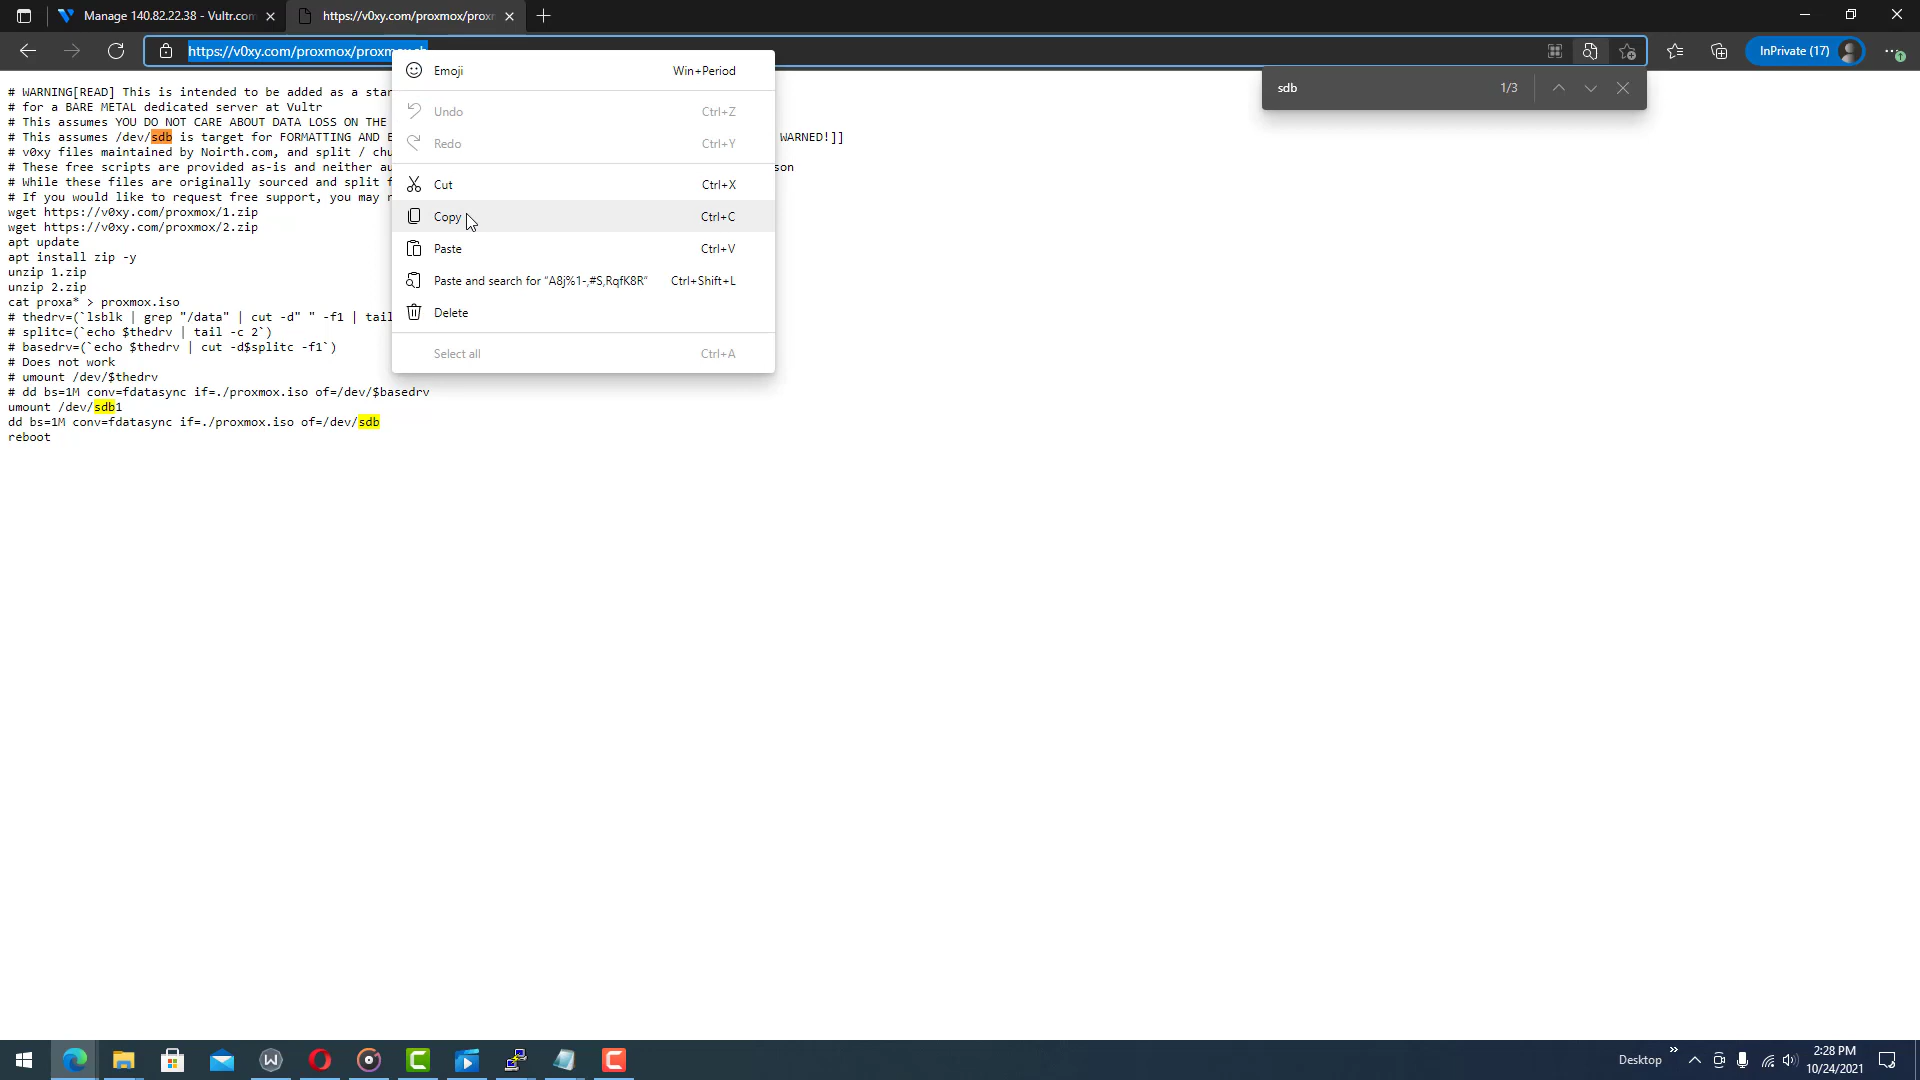 Manage 140.82.22.38 - Vultr.com
https://v0xy.com/proxmox/prox
https://v0xy.com/proxmox/
InPrivate (17)
sdb
1/3
Emoji Win+Period
Undo Ctrl+Z
Redo Ctrl+Y
Cut Ctrl+X
Copy Ctrl+C
Paste Ctrl+V
Paste and search for "A8j%1-,#S,RqfK8R" Ctrl+Shift+L
Delete
Select all Ctrl+A
# WARNING[READ] This is intended to be added as a star
# for a BARE METAL dedicated server at Vultr
# This assumes YOU DO NOT CARE ABOUT DATA LOSS ON THE
# This assumes /dev/sdb is target for FORMATTING AND E WARNED!]]
# v0xy files maintained by Noirth.com, and split / chu
# These free scripts are provided as-is and neither au son
# While these files are originally sourced and split f
# If you would like to request free support, you may
wget https://v0xy.com/proxmox/1.zip
wget https://v0xy.com/proxmox/2.zip
apt update
apt install zip -y
unzip 1.zip
unzip 2.zip
cat proxa* > proxmox.iso
# thedrv=(`lsblk | grep "/data" | cut -d" " -f1 | tail
# splitc=(`echo $thedrv | tail -c 2`)
# basedrv=(`echo $thedrv | cut -d$splitc -f1`)
# Does not work
# umount /dev/$thedrv
# dd bs=1M conv=fdatasync if=./proxmox.iso of=/dev/$basedrv
umount /dev/sdb1
dd bs=1M conv=fdatasync if=./proxmox.iso of=/dev/sdb
reboot
Desktop
2:28 PM
10/24/2021